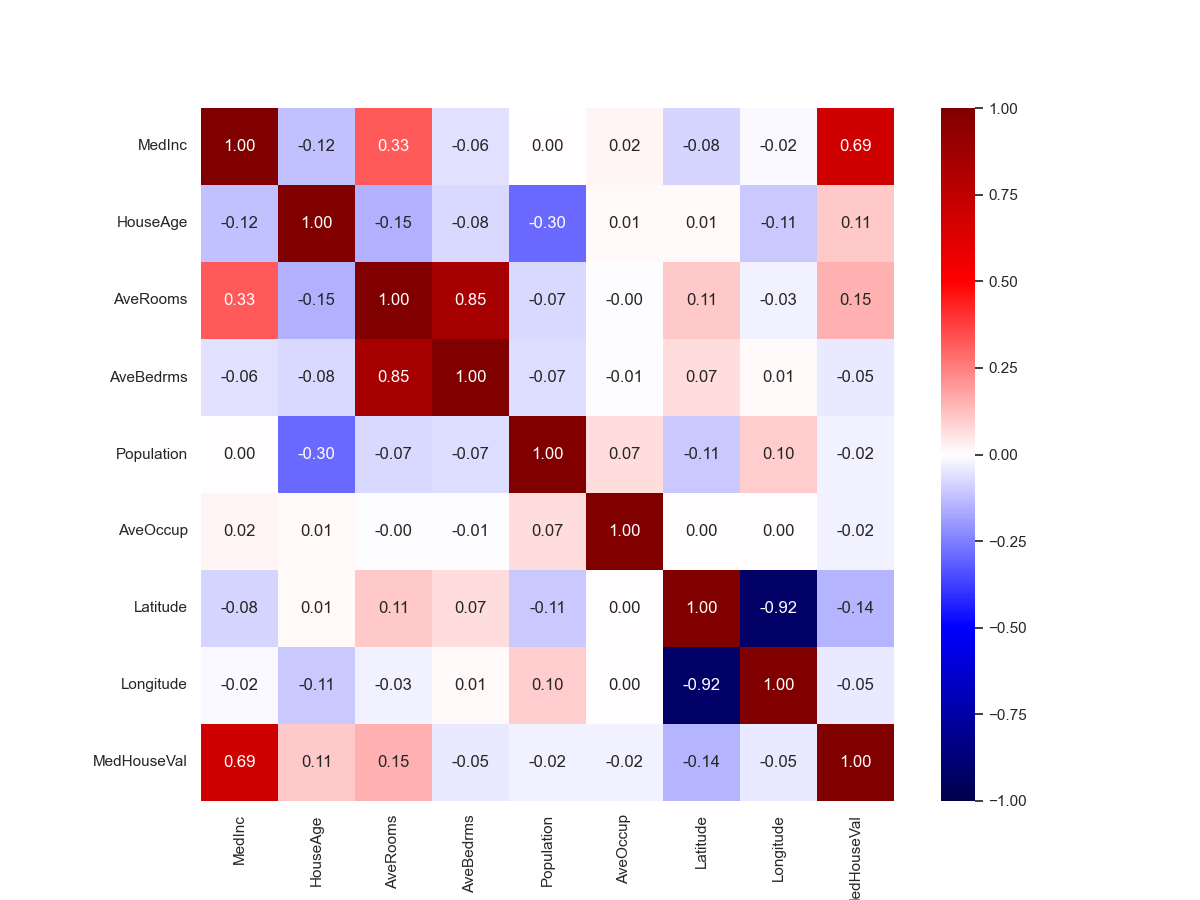 MedInc 1.00 -0.12 0.33 -0.06 0.00 0.02 -0.08 -0.02 0.69
HouseAge -0.12 1.00 -0.15 -0.08 -0.30 0.01 0.01 -0.11 0.11
AveRooms 0.33 -0.15 1.00 0.85 -0.07 -0.00 0.11 -0.03 0.15
AveBedrms -0.06 -0.08 0.85 1.00 -0.07 -0.01 0.07 0.01 -0.05
Population 0.00 -0.30 -0.07 -0.07 1.00 0.07 -0.11 0.10 -0.02
AveOccup 0.02 0.01 -0.00 -0.01 0.07 1.00 0.00 0.00 -0.02
Latitude -0.08 0.01 0.11 0.07 -0.11 0.00 1.00 -0.92 -0.14
Longitude -0.02 -0.11 -0.03 0.01 0.10 0.00 -0.92 1.00 -0.05
MedHouseVal 0.69 0.11 0.15 -0.05 -0.02 -0.02 -0.14 -0.05 1.00
MedInc
HouseAge
AveRooms
AveBedrms
Population
AveOccup
Latitude
Longitude
edHouseVal
1.00
0.75
0.50
0.25
0.00
−0.25
−0.50
−0.75
−1.00